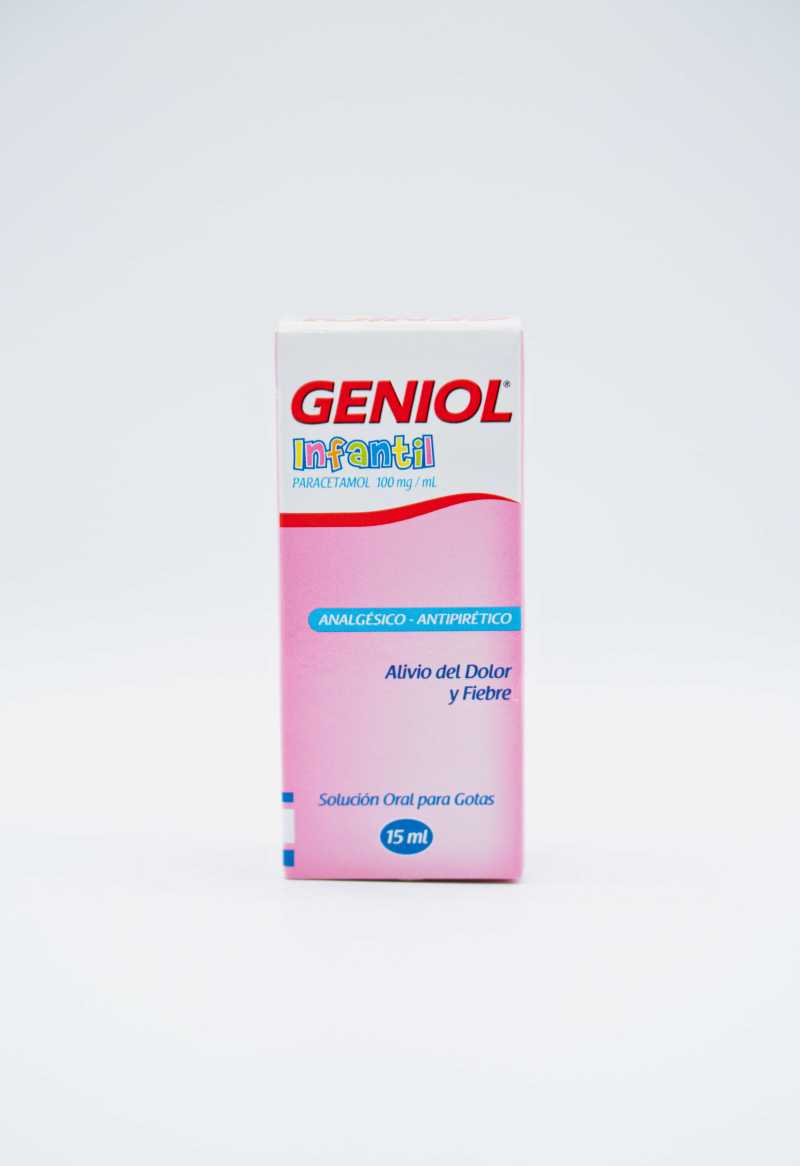 GENIOL®
Infantil
PARACETAMOL 100 mg / mL
ANALGÉSICO - ANTIPIRÉTICO
Alivio del Dolor
y Fiebre
Solución Oral para Gotas
15 ml